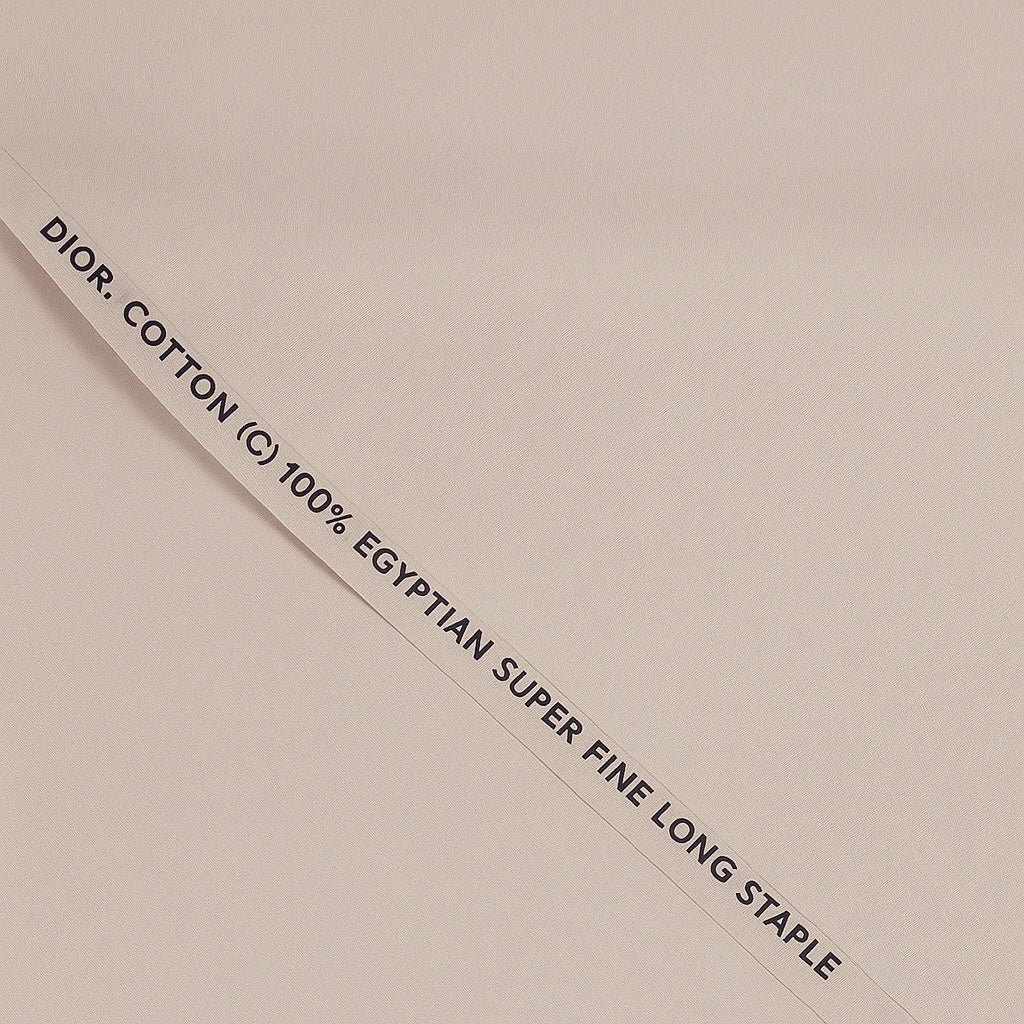 DIOR. COTTON (C) 100% EGYPTIAN SUPER FINE LONG STAPLE